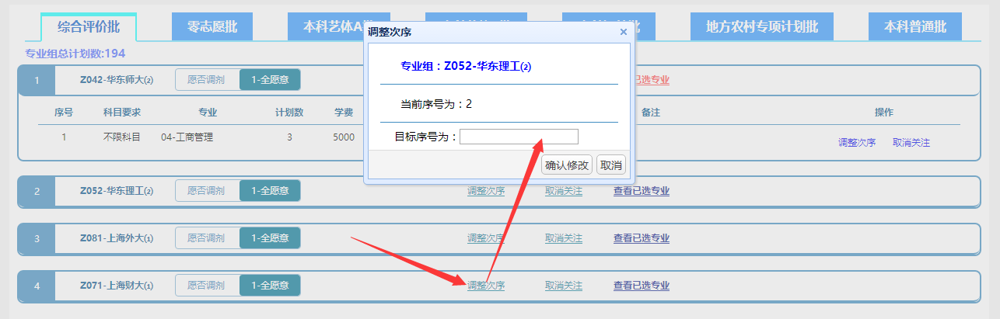 综合评价批 零志愿批 本科艺体A 批 地方农村专项计划批 本科普通批
专业组总计划数:194
调整次序 ×
专业组：Z052-华东理工(2)
当前序号为：2
目标序号为：
确认修改 取消
1 Z042-华东师大(2) 愿否调剂 1-全愿意 已选专业
序号 科目要求 专业 计划数 学费 备注 操作
1 不限科目 04-工商管理 3 5000 调整次序 取消关注
2 Z052-华东理工(2) 愿否调剂 1-全愿意 调整次序 取消关注 查看已选专业
3 Z081-上海外大(1) 愿否调剂 1-全愿意 调整次序 取消关注 查看已选专业
4 Z071-上海财大(1) 愿否调剂 1-全愿意 调整次序 取消关注 查看已选专业